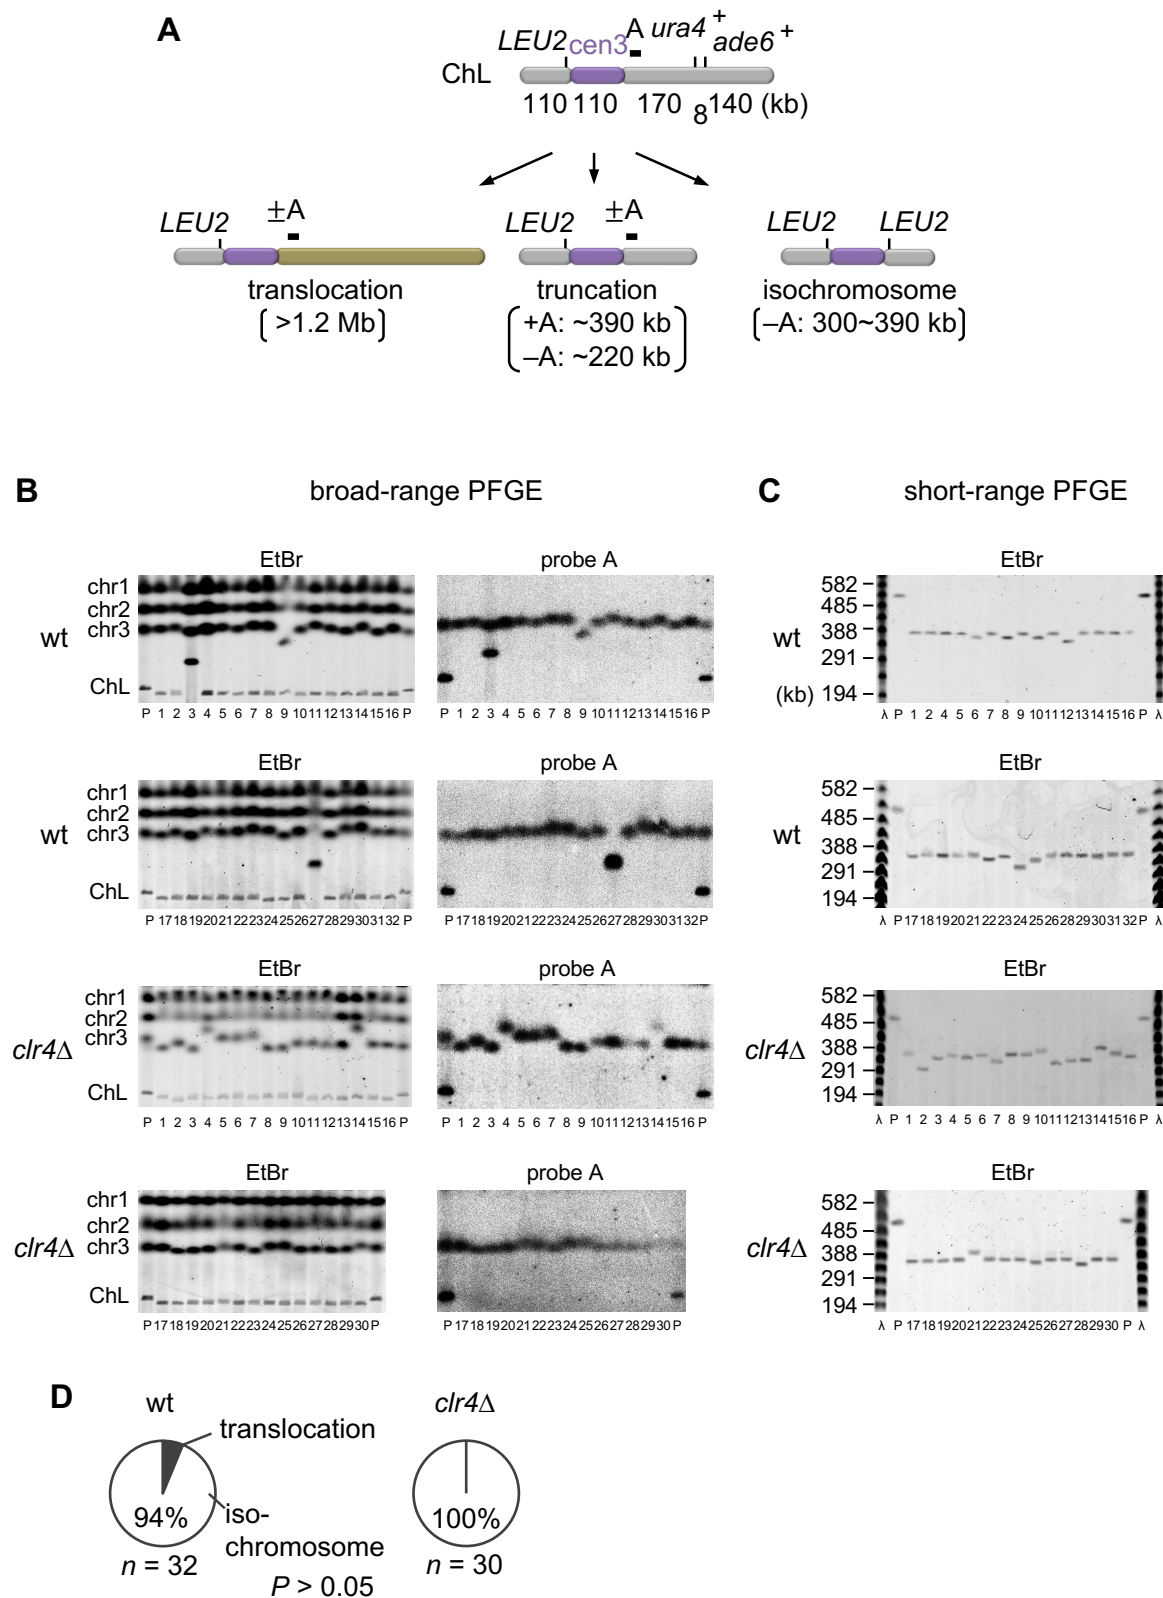 A
LEU2 cen3 A ura4+ ade6+
ChL
110 110 170 8 140 (kb)
LEU2 ±A
LEU2 ±A
LEU2 LEU2
translocation
(>1.2 Mb)
truncation
+A: ~390 kb
–A: ~220 kb
isochromosome
(–A: 300~390 kb)
B broad-range PFGE
C short-range PFGE
EtBr probe A EtBr
wt
chr1
chr2
chr3
ChL
P 1 2 3 4 5 6 7 8 9 10 11 12 13 14 15 16 P
P 1 2 3 4 5 6 7 8 9 10 11 12 13 14 15 16 P
wt
582
485
388
291
(kb) 194
λ P 1 2 4 5 6 7 8 9 10 11 12 13 14 15 16 P λ
EtBr probe A EtBr
wt
chr1
chr2
chr3
ChL
P 17 18 19 20 21 22 23 24 25 26 27 28 29 30 31 32 P
P 17 18 19 20 21 22 23 24 25 26 27 28 29 30 31 32 P
wt
582
485
388
291
194
λ P 17 18 19 20 21 22 23 24 25 26 28 29 30 31 32 P λ
EtBr probe A EtBr
clr4Δ
chr1
chr2
chr3
ChL
P 1 2 3 4 5 6 7 8 9 10 11 12 13 14 15 16 P
P 1 2 3 4 5 6 7 8 9 10 11 12 13 14 15 16 P
clr4Δ
582
485
388
291
194
λ P 1 2 3 4 5 6 7 8 9 10 11 12 13 14 15 16 P λ
EtBr probe A EtBr
clr4Δ
chr1
chr2
chr3
ChL
P 17 18 19 20 21 22 23 24 25 26 27 28 29 30 P
P 17 18 19 20 21 22 23 24 25 26 27 28 29 30 P
clr4Δ
582
485
388
291
194
λ P 17 18 19 20 21 22 23 24 25 26 27 28 29 30 P λ
D
wt
translocation
94%
iso-
chromosome
n = 32
clr4Δ
100%
n = 30
P > 0.05